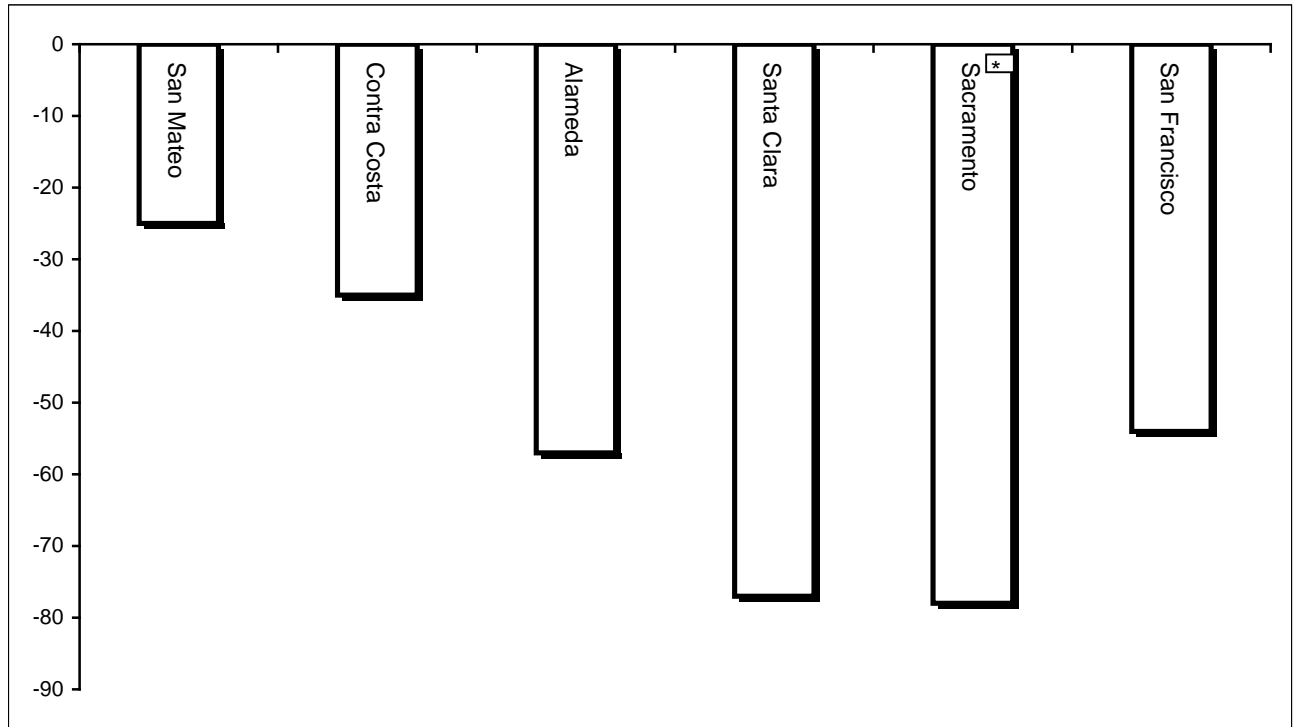 0
-10
-20
-30
-40
-50
-60
-70
-80
-90
San Mateo
Contra Costa
Alameda
Santa Clara
Sacramento
*
San Francisco